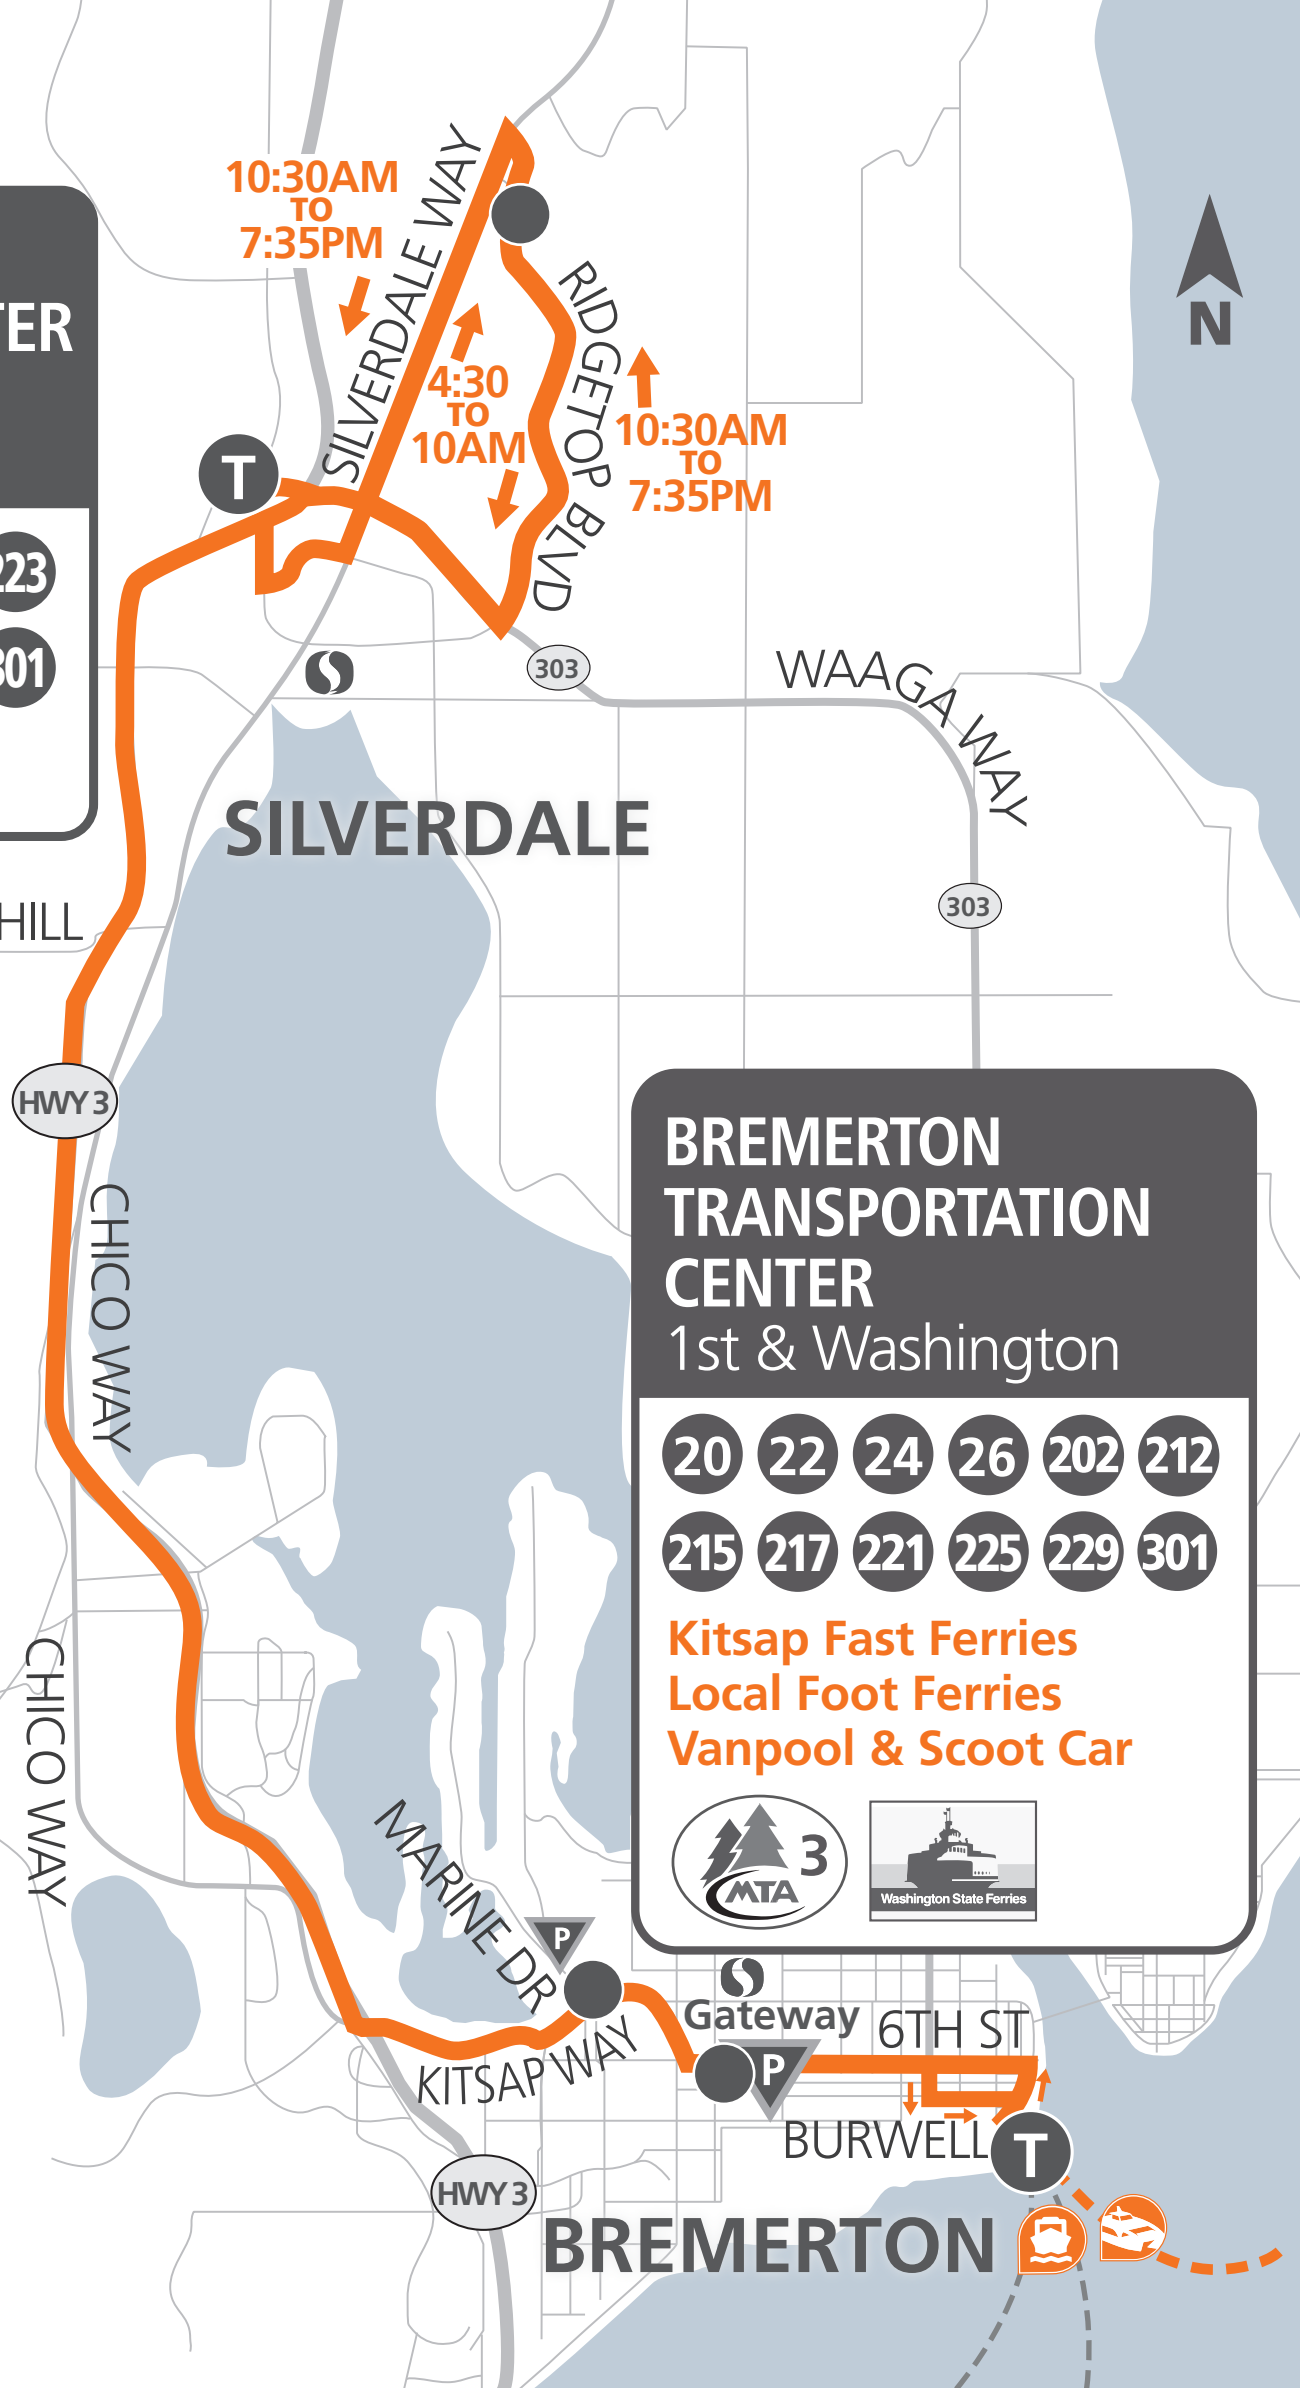 10:30AM
TO
7:35PM
SILVERDALE WAY
RIDGETOP BLVD
N
4:30
TO
10AM
10:30AM
TO
7:35PM
T
223
301
303
WAAGA WAY
SILVERDALE
303
HILL
HWY 3
CHICO WAY
BREMERTON
TRANSPORTATION
CENTER
1st & Washington
20 22 24 26 202 212
215 217 221 225 229 301
Kitsap Fast Ferries
Local Foot Ferries
Vanpool & Scoot Car
3
MTA
Washington State Ferries
CHICO WAY
MARINE DR
P
Gateway
6TH ST
KITSAP WAY
P
BURWELL
T
HWY 3
BREMERTON